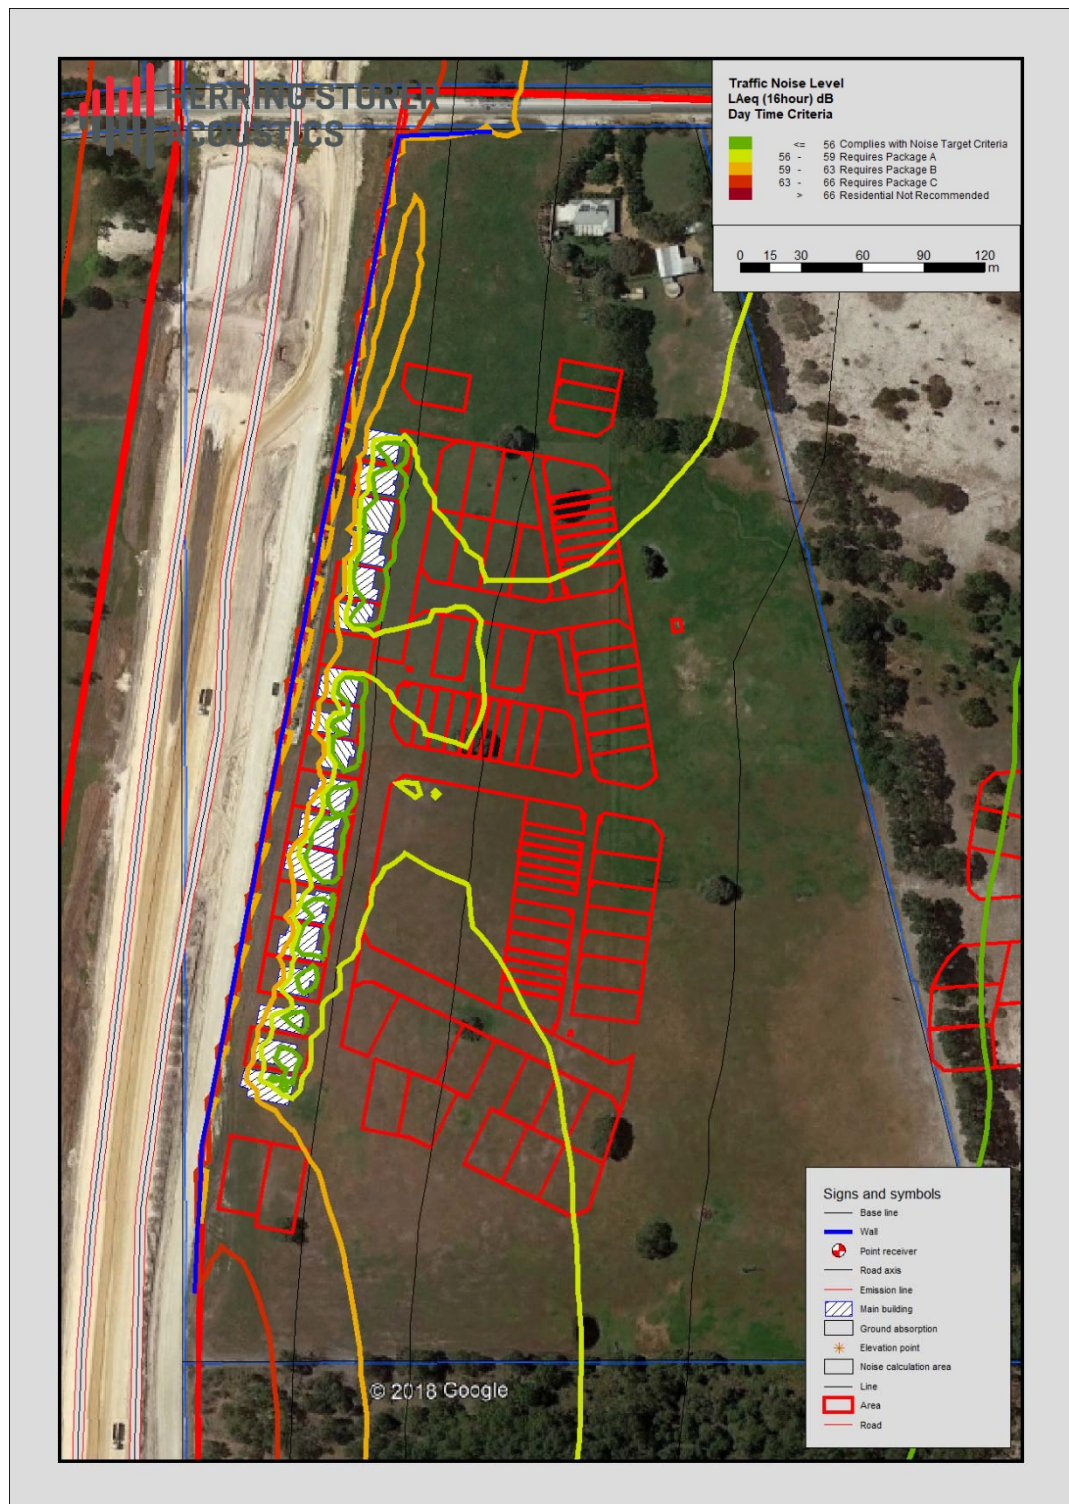 HERRING STORER
ACOUSTICS
Traffic Noise Level
LAeq (16hour) dB
Day Time Criteria
<= 56 Complies with Noise Target Criteria
56 - 59 Requires Package A
59 - 63 Requires Package B
63 - 66 Requires Package C
> 66 Residential Not Recommended
0 15 30 60 90 120
m
Signs and symbols
Base line
Wall
Point receiver
Road axis
Emission line
Main building
Ground absorption
Elevation point
Noise calculation area
Line
Area
Road
© 2018 Google